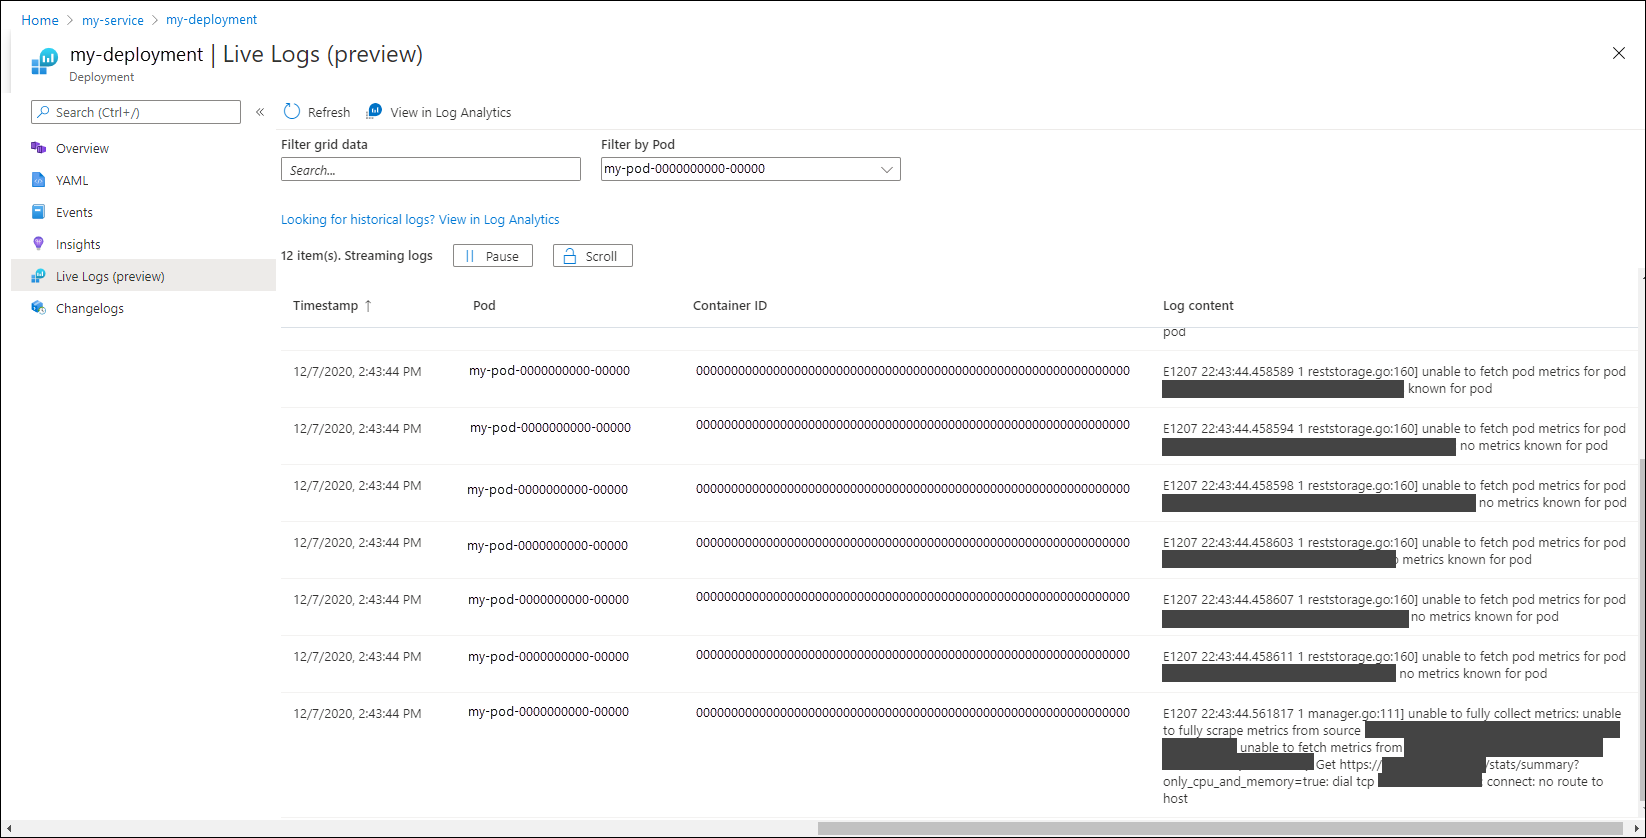 Home > my-service > my-deployment
my-deployment | Live Logs (preview)
Deployment
Search (Ctrl+/)
«
Refresh
View in Log Analytics
Overview
YAML
Events
Insights
Live Logs (preview)
Changelogs
Filter grid data
Filter by Pod
Search...
my-pod-0000000000-00000
Looking for historical logs? View in Log Analytics
12 item(s). Streaming logs
Pause
Scroll
Timestamp ↑ Pod Container ID Log content
pod
12/7/2020, 2:43:44 PM my-pod-0000000000-00000 0000000000000000000000000000000000000000000000000000000000000000 E1207 22:43:44.458589 1 reststorage.go:160] unable to fetch pod metrics for pod
known for pod
12/7/2020, 2:43:44 PM my-pod-0000000000-00000 0000000000000000000000000000000000000000000000000000000000000000 E1207 22:43:44.458594 1 reststorage.go:160] unable to fetch pod metrics for pod
no metrics known for pod
12/7/2020, 2:43:44 PM my-pod-0000000000-00000 0000000000000000000000000000000000000000000000000000000000000000 E1207 22:43:44.458598 1 reststorage.go:160] unable to fetch pod metrics for pod
no metrics known for pod
12/7/2020, 2:43:44 PM my-pod-0000000000-00000 0000000000000000000000000000000000000000000000000000000000000000 E1207 22:43:44.458603 1 reststorage.go:160] unable to fetch pod metrics for pod
metrics known for pod
12/7/2020, 2:43:44 PM my-pod-0000000000-00000 0000000000000000000000000000000000000000000000000000000000000000 E1207 22:43:44.458607 1 reststorage.go:160] unable to fetch pod metrics for pod
no metrics known for pod
12/7/2020, 2:43:44 PM my-pod-0000000000-00000 0000000000000000000000000000000000000000000000000000000000000000 E1207 22:43:44.458611 1 reststorage.go:160] unable to fetch pod metrics for pod
no metrics known for pod
12/7/2020, 2:43:44 PM my-pod-0000000000-00000 0000000000000000000000000000000000000000000000000000000000000000 E1207 22:43:44.561817 1 manager.go:111] unable to fully collect metrics: unable
to fully scrape metrics from source
unable to fetch metrics from
Get https:// /stats/summary?
only_cpu_and_memory=true: dial tcp connect: no route to
host